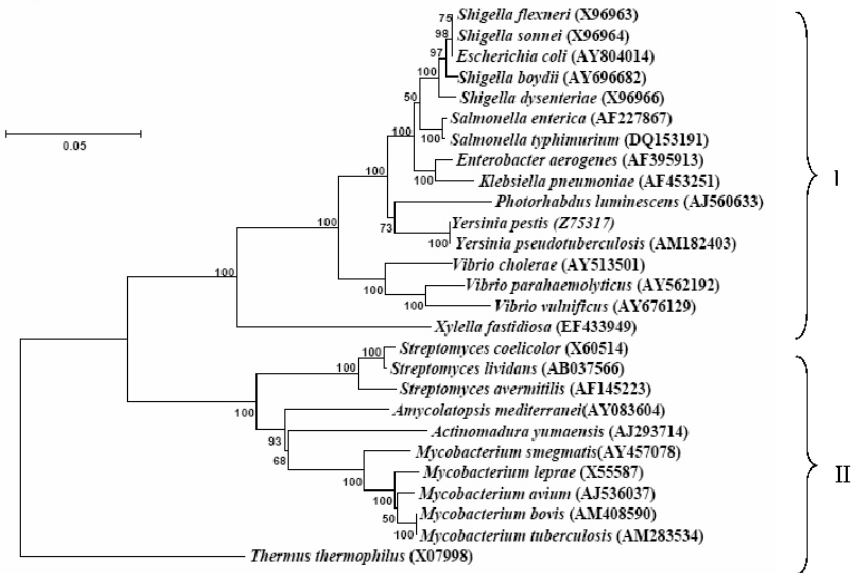 75 Shigella flexneri (X96963)
98 Shigella sonnei (X96964)
97 Escherichia coli (AY804014)
100 Shigella boydii (AY696682)
50 Shigella dysenteriae (X96966)
Salmonella enterica (AF227867)
100 100 Salmonella typhimurium (DQ153191)
0.05
Enterobacter aerogenes (AF395913)
100 100 Klebsiella pneumoniae (AF453251)
I
Photorhabdus luminescens (AJ560633)
100 73 Yersinia pestis (Z75317)
100 Yersinia pseudotuberculosis (AM182403)
Vibrio cholerae (AY513501)
100 100 Vibrio parahaemolyticus (AY562192)
100 Vibrio vulnificus (AY676129)
Xylella fastidiosa (EF433949)
100 Streptomyces coelicolor (X60514)
100 Streptomyces lividans (AB037566)
Streptomyces avermitilis (AF145223)
100 Amycolatopsis mediterranei(AY083604)
93 Actinomadura yumaensis (AJ293714)
68 Mycobacterium smegmatis(AY457078)
100 Mycobacterium leprae (X55587)
II
100 Mycobacterium avium (AJ536037)
50 Mycobacterium bovis (AM408590)
100 Mycobacterium tuberculosis (AM283534)
Thermus thermophilus (X07998)